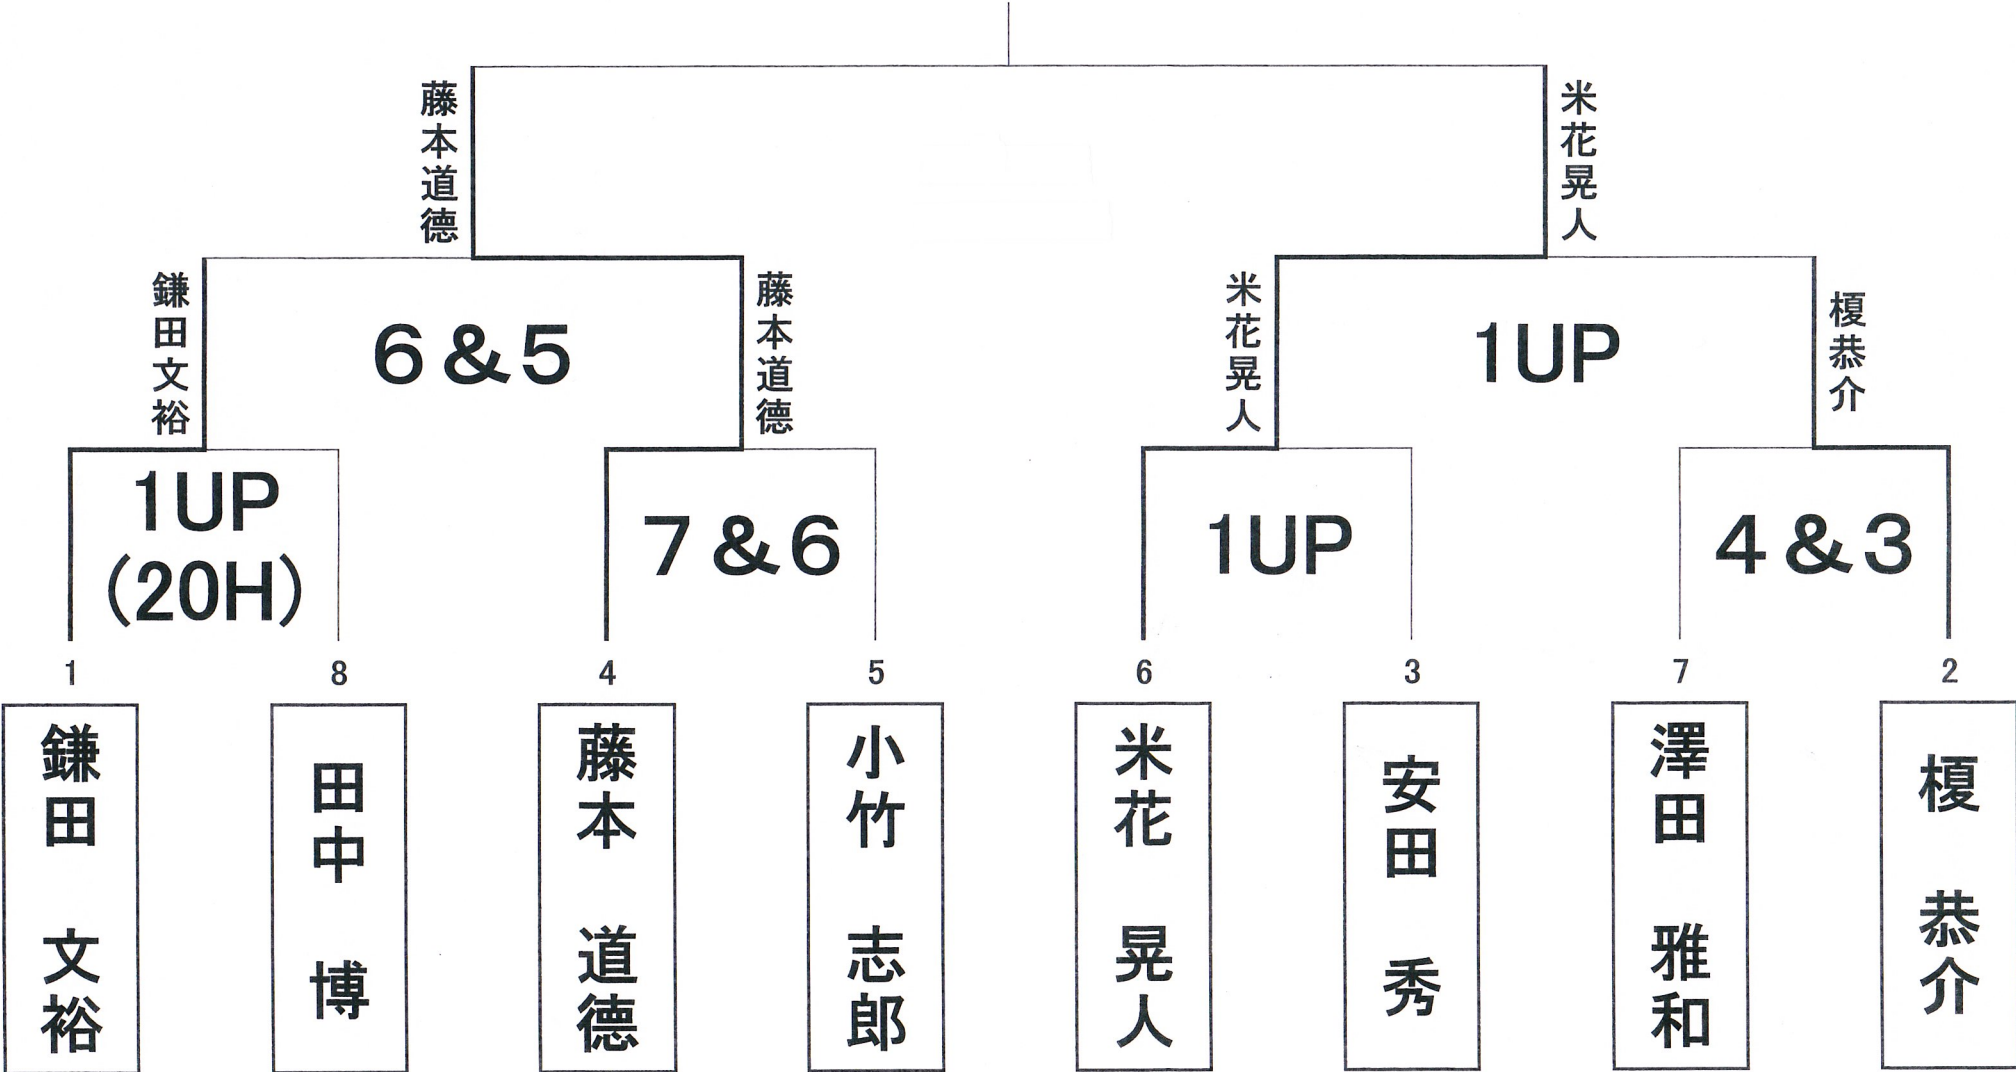 藤本道徳
米花晃人
鎌田文裕
6&5
藤本道徳
米花晃人
1UP
榎恭介
1UP
(20H)
7&6
1UP
4&3
1
8
4
5
6
3
7
2
鎌田 文裕
田中 博
藤本 道徳
小竹 志郎
米花 晃人
安田 秀
澤田 雅和
榎 恭介